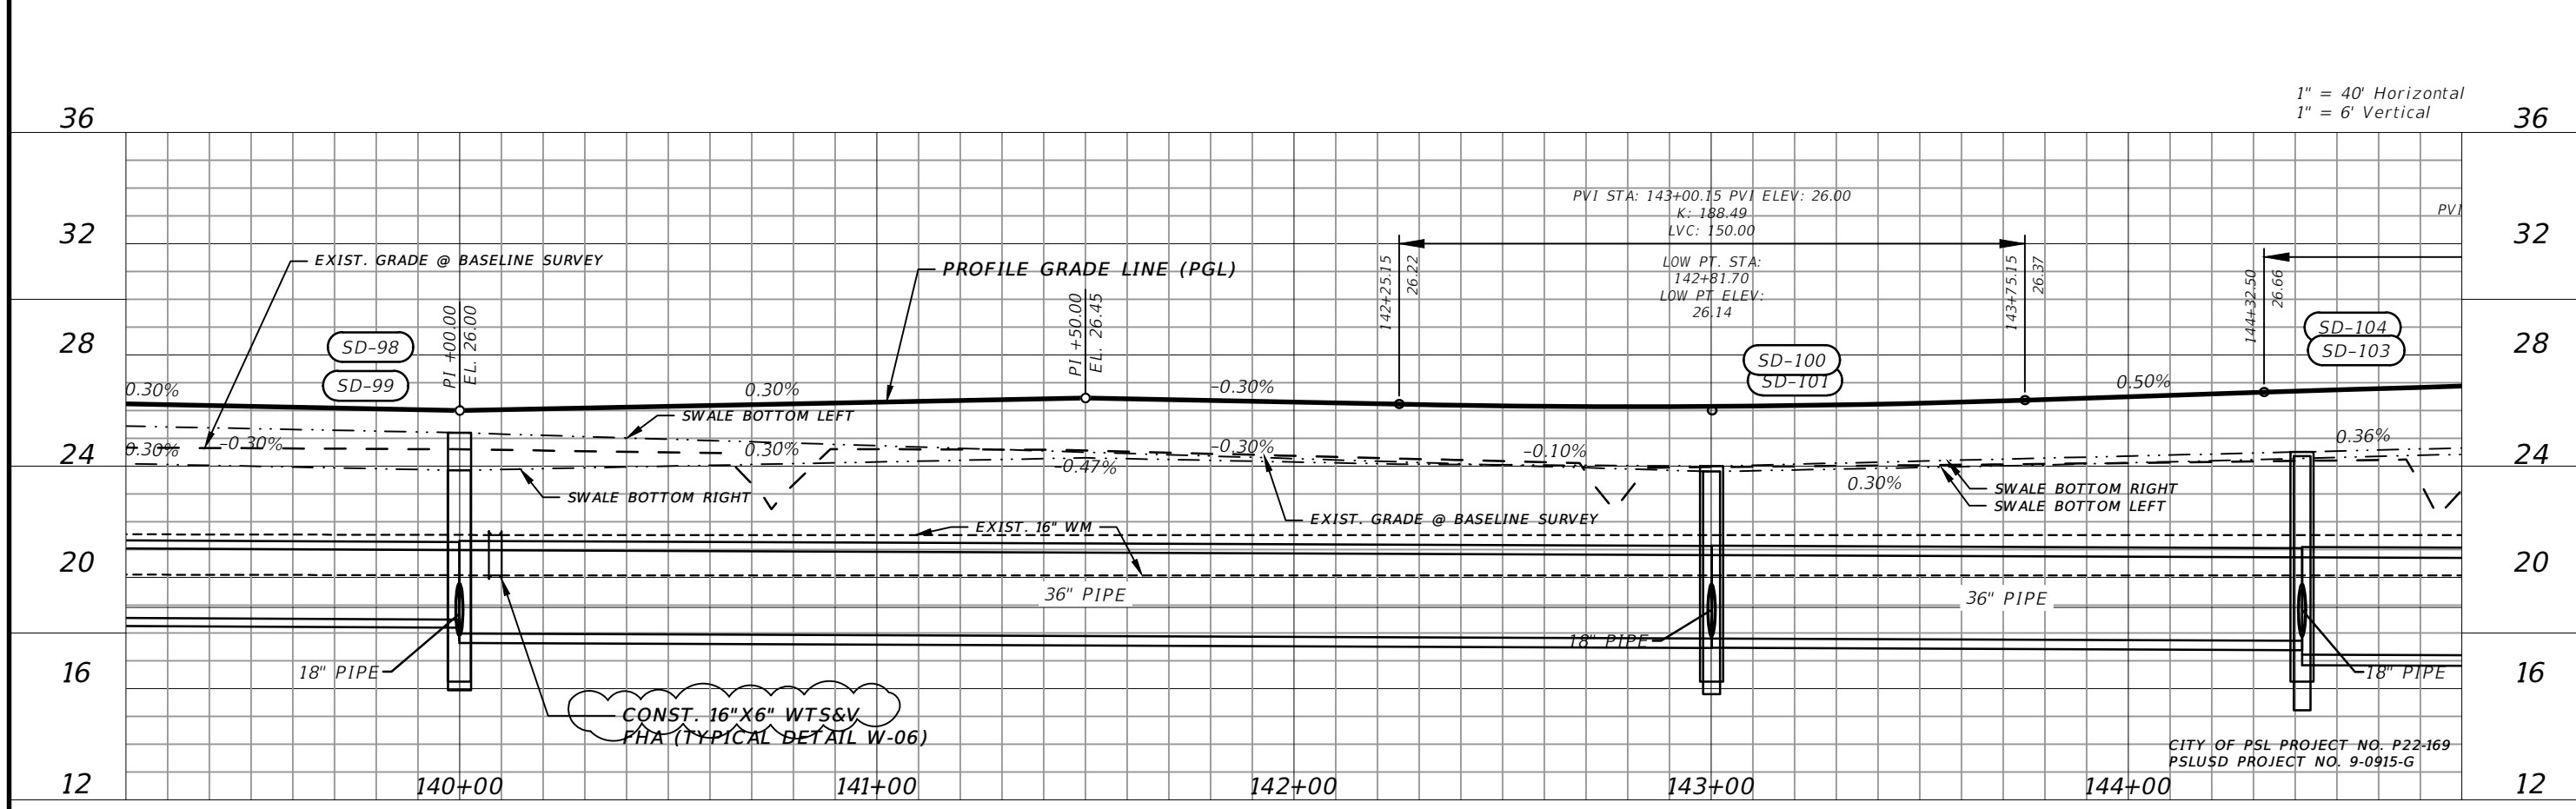 1" = 40' Horizontal
1" = 6' Vertical
36
36
PVI STA: 143+00.15 PVI ELEV: 26.00
K: 188.49
LVC: 150.00
PVI
32
32
EXIST. GRADE @ BASELINE SURVEY
PROFILE GRADE LINE (PGL)
LOW PT. STA:
142+81.70
LOW PT ELEV:
26.14
142+25.15
26.22
143+75.15
26.37
144+32.50
26.66
PI +00.00
EL. 26.00
PI +50.00
EL. 26.45
28
28
SD-98
SD-99
SD-100
SD-101
SD-104
SD-103
0.30%
0.30%
-0.30%
0.50%
SWALE BOTTOM LEFT
24
24
0.30%
-0.30%
0.30%
-0.30%
-0.47%
-0.10%
0.30%
0.36%
SWALE BOTTOM RIGHT
SWALE BOTTOM RIGHT
SWALE BOTTOM LEFT
EXIST. 16" WM
EXIST. GRADE @ BASELINE SURVEY
20
20
36" PIPE
36" PIPE
18" PIPE
18" PIPE
18" PIPE
16
16
CONST. 16"X6" WTS&V
FHA (TYPICAL DETAIL W-06)
CITY OF PSL PROJECT NO. P22-169
PSLUSD PROJECT NO. 9-0915-G
12
140+00
141+00
142+00
143+00
144+00
12